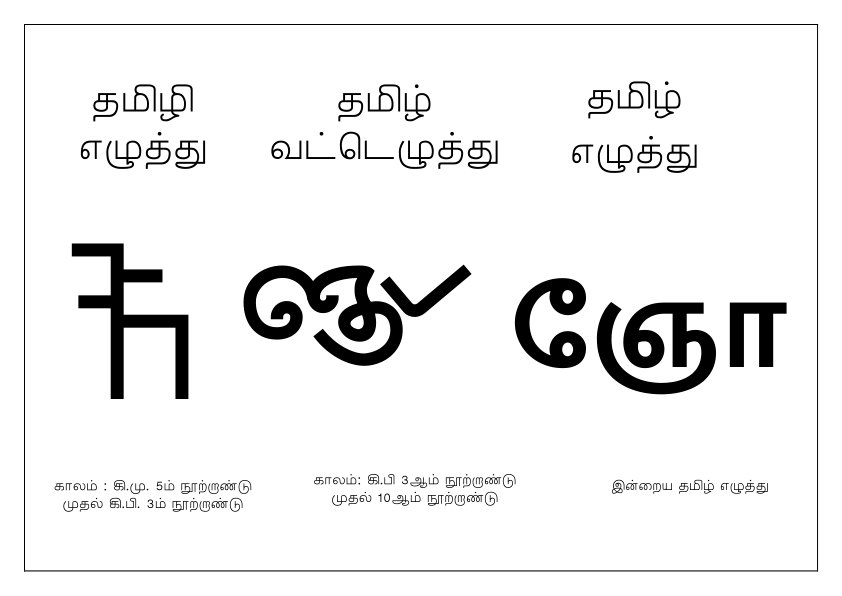 தமிழி
எழுத்து
தமிழ்
வட்டெழுத்து
தமிழ்
எழுத்து
ஞோ
காலம் : கி.மு. 5ம் நூற்றாண்டு
முதல் கி.பி. 3ம் நூற்றாண்டு
காலம்: கி.பி 3ஆம் நூற்றாண்டு
முதல் 10ஆம் நூற்றாண்டு
இன்றைய தமிழ் எழுத்து